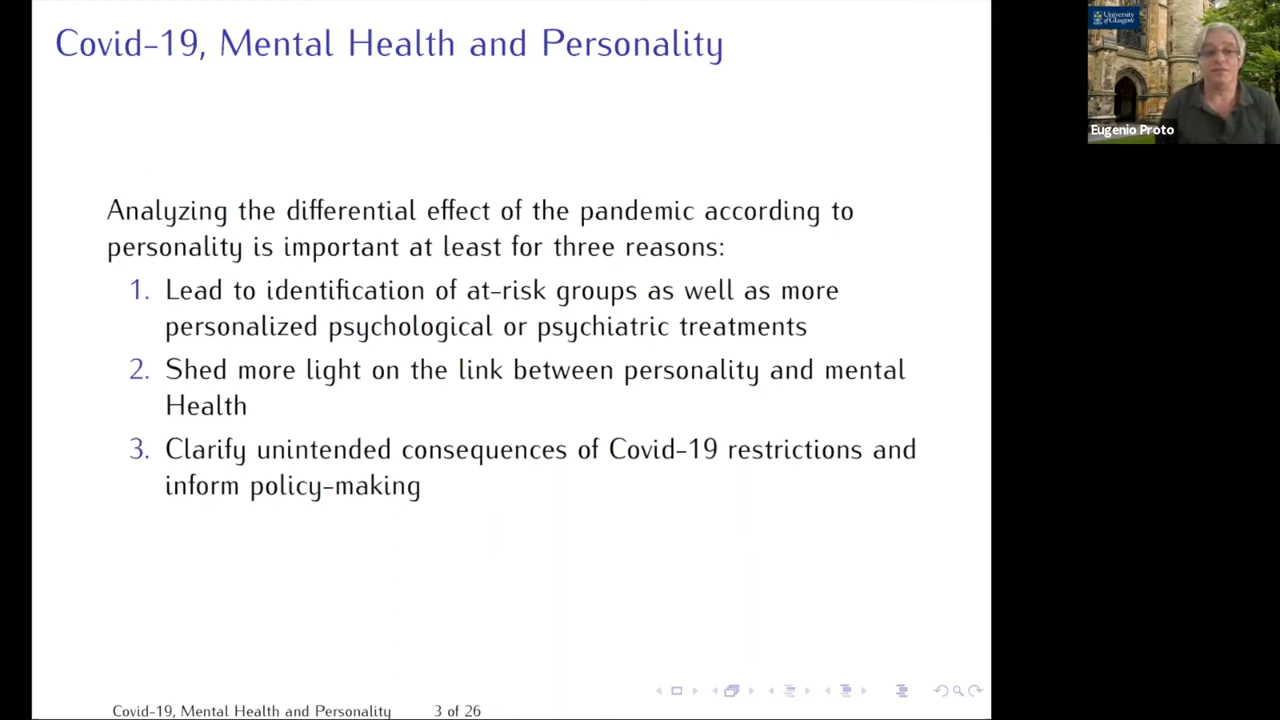 Covid-19, Mental Health and Personality
University
of Glasgow
Eugenio Proto
Analyzing the differential effect of the pandemic according to
personality is important at least for three reasons:
1. Lead to identification of at-risk groups as well as more
personalized psychological or psychiatric treatments
2. Shed more light on the link between personality and mental
Health
3. Clarify unintended consequences of Covid-19 restrictions and
inform policy-making
Covid-19, Mental Health and Personality 3 of 26